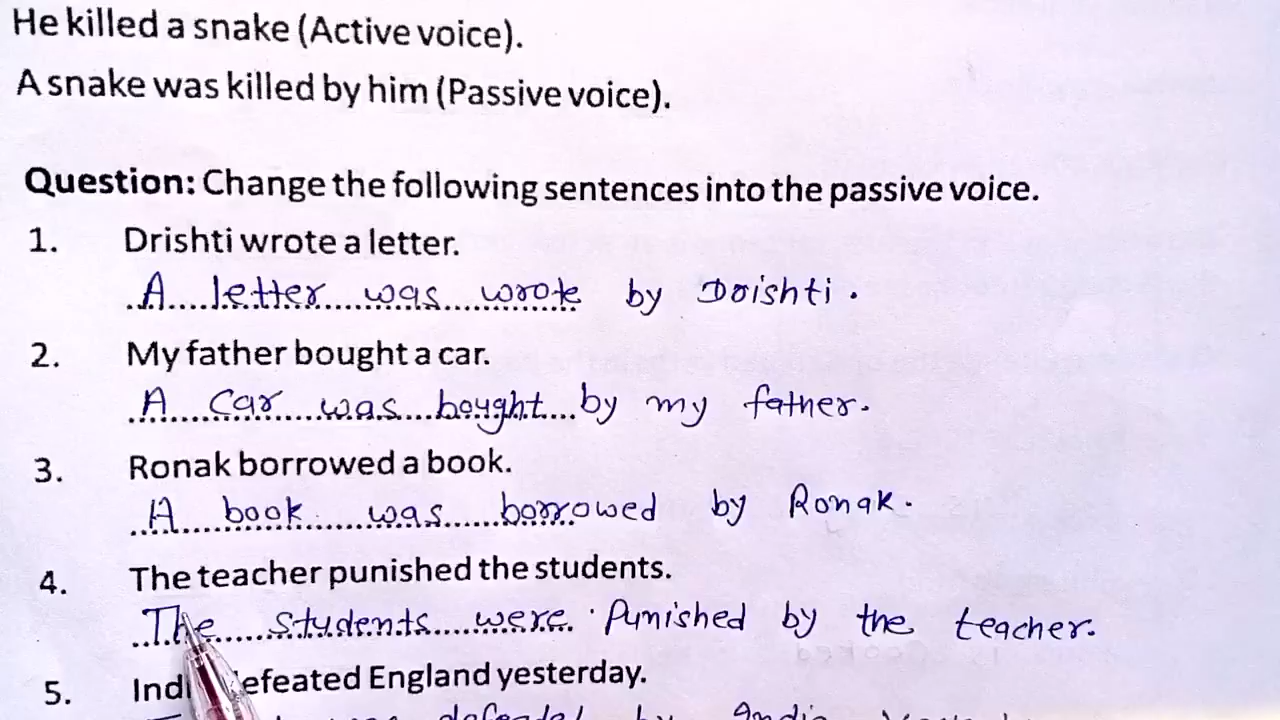 He killed a snake (Active voice).
A snake was killed by him (Passive voice).
Question: Change the following sentences into the passive voice.
1. Drishti wrote a letter.
A letter was wrote by Drishti.
2. My father bought a car.
A car was bought by my father.
3. Ronak borrowed a book.
A book was borrowed by Ronak.
4. The teacher punished the students.
The students were Punished by the teacher.
5. efeated England yesterday.
by India